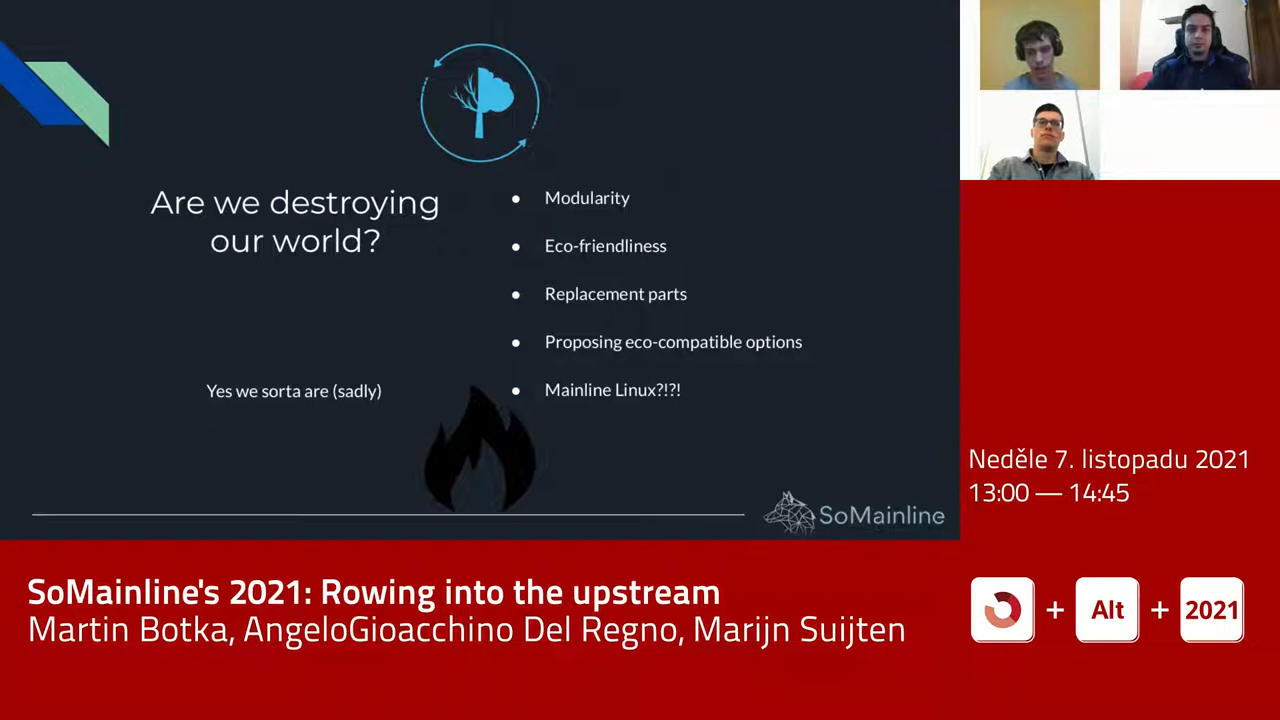 Are we destroying
our world?
Yes we sorta are (sadly)
Modularity
Eco-friendliness
Replacement parts
Proposing eco-compatible options
Mainline Linux?!?!
SoMainline
Neděle 7. listopadu 2021
13:00 — 14:45
SoMainline's 2021: Rowing into the upstream
Martin Botka, AngeloGioacchino Del Regno, Marijn Suijten
+ Alt + 2021